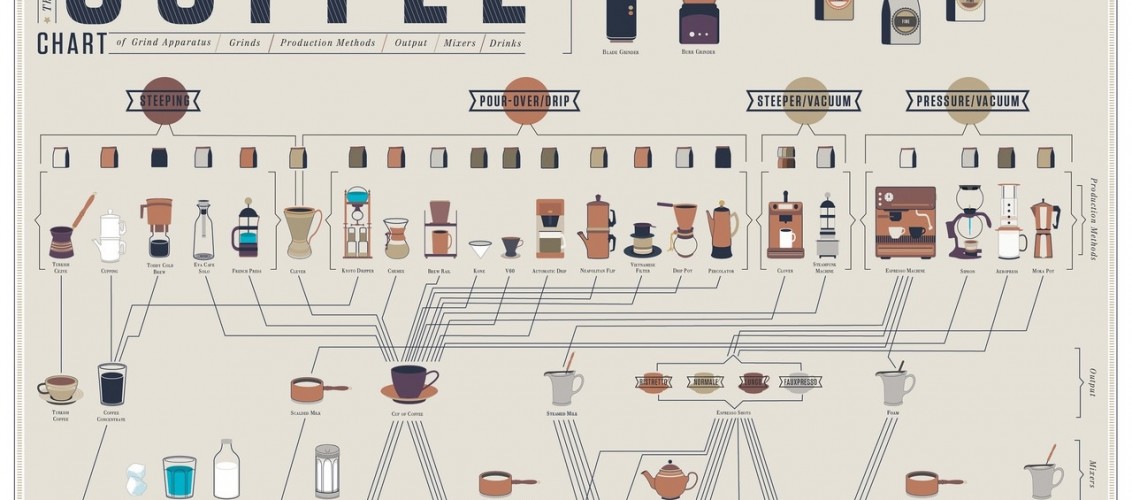 COFFEE
CHART of Grind Apparatus / Grinds / Production Methods / Output / Mixers / Drinks
BLADE GRINDER
BURR GRINDER
FINE
STEEPING
POUR-OVER/DRIP
STEEPER/VACUUM
PRESSURE/VACUUM
Production Methods
TURKISH CEZVE
CUPPING
TODDY COLD BREW
EVA CAFE SOLO
FRENCH PRESS
CLEVER
KYOTO DRIPPER
CHEMEX
BREW RAIL
KONE
V60
AUTOMATIC DRIP
NEAPOLITAN FLIP
VIETNAMESE FILTER
DRIP POT
PERCOLATOR
CLOVER
STEAMPUNK MACHINE
ESPRESSO MACHINE
SIPHON
AEROPRESS
MOKA POT
RISTRETTO
NORMALE
LUNGO
FAUXPRESSO
Output
TURKISH COFFEE
COFFEE CONCENTRATE
SCALDED MILK
CUP OF COFFEE
STEAMED MILK
ESPRESSO SHOTS
FOAM
Mixers